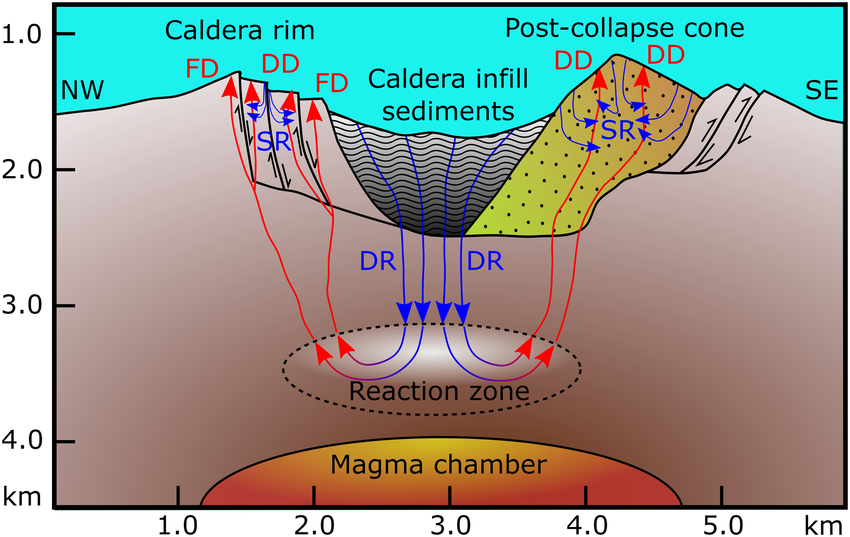 1.0
2.0
3.0
4.0
km
Caldera rim
Post-collapse cone
FD
DD
FD
DD
DD
NW
Caldera infill
sediments
SE
SR
SR
DR
DR
Reaction zone
Magma chamber
1.0
2.0
3.0
4.0
5.0
km